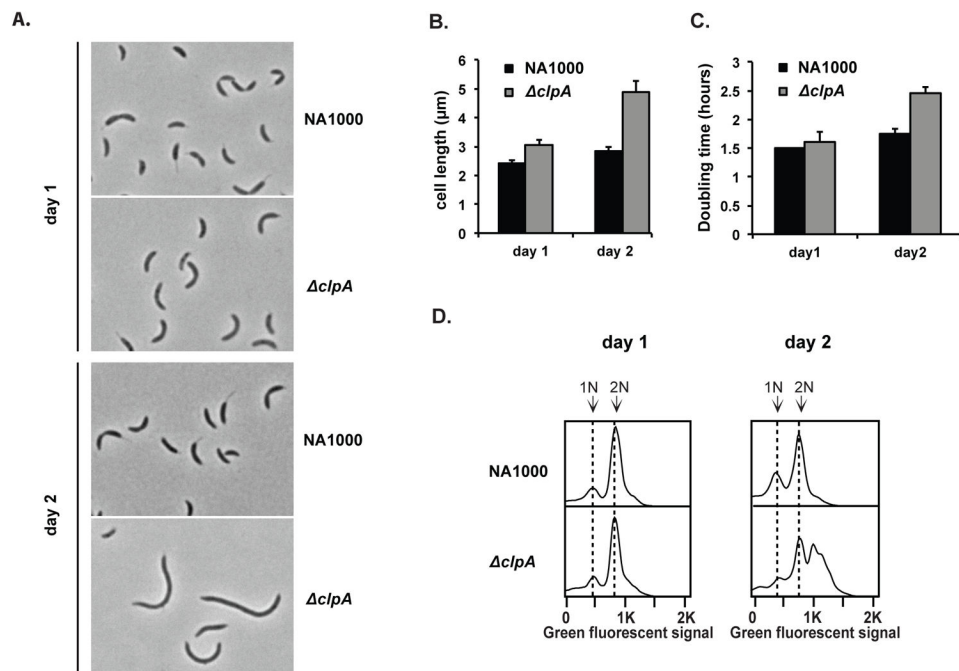 A.
day 1
NA1000
ΔclpA
day 2
NA1000
ΔclpA
B.
NA1000
ΔclpA
cell length (μm)
6
5
4
3
2
1
0
day 1 day 2
C.
NA1000
ΔclpA
Doubling time (hours)
3
2.5
2
1.5
1
0.5
0
day1 day2
D.
day 1 day 2
1N 2N 1N 2N
NA1000
ΔclpA
0 1K 2K 0 1K 2K
Green fluorescent signal Green fluorescent signal